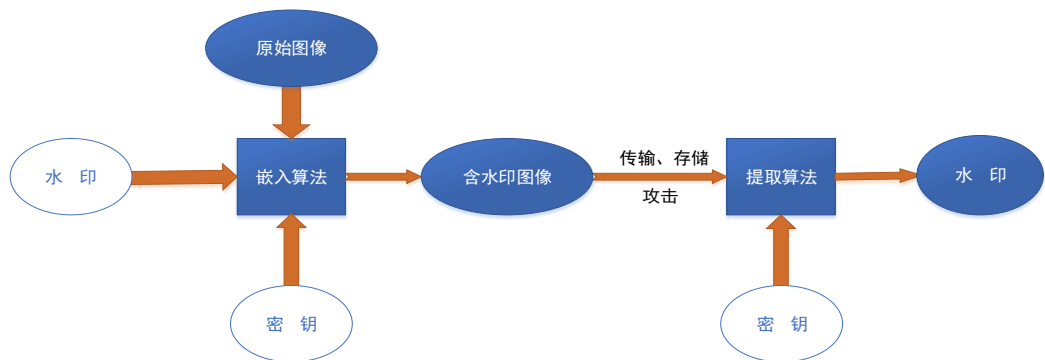 原始图像
水 印
嵌入算法
含水印图像
传输、存储
攻击
提取算法
水 印
密 钥
密 钥